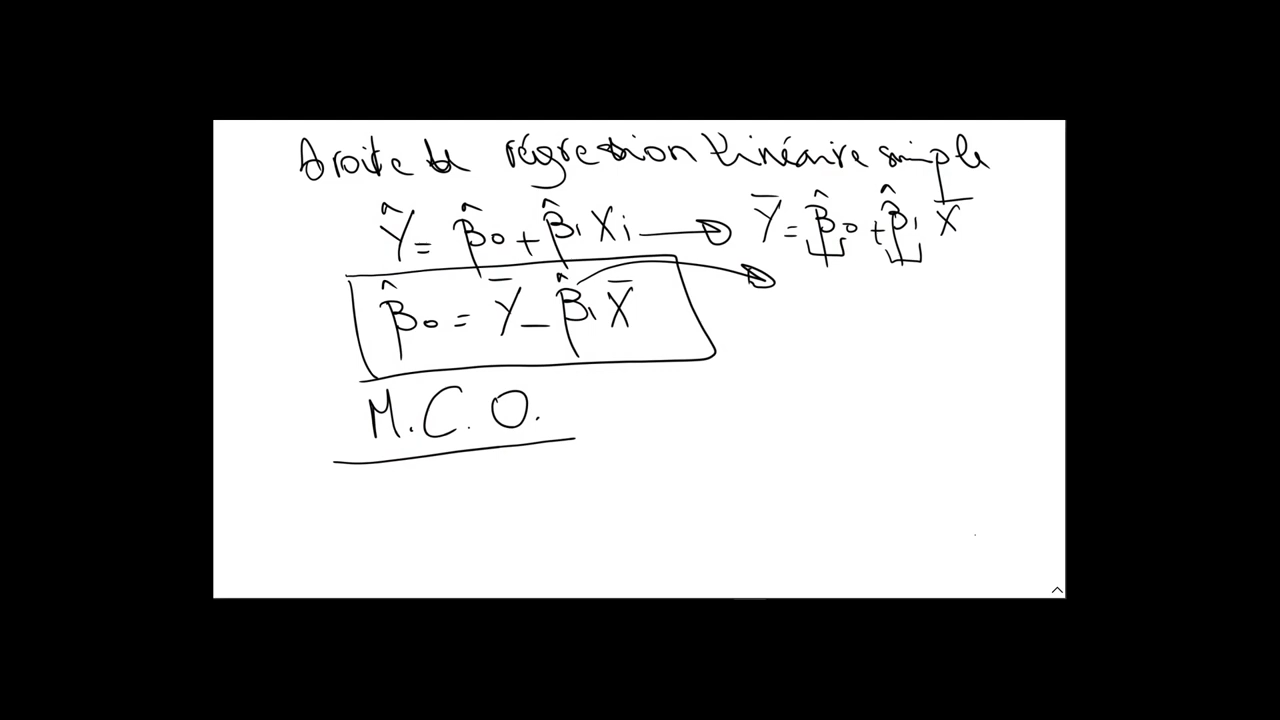 Droite de régression linéaire simple
Ŷ = β̂0 + β̂1 Xi → Ȳ = β̂0 + β̂1 X̄
β̂0 = Ȳ - β̂1 X̄
M.C.O.